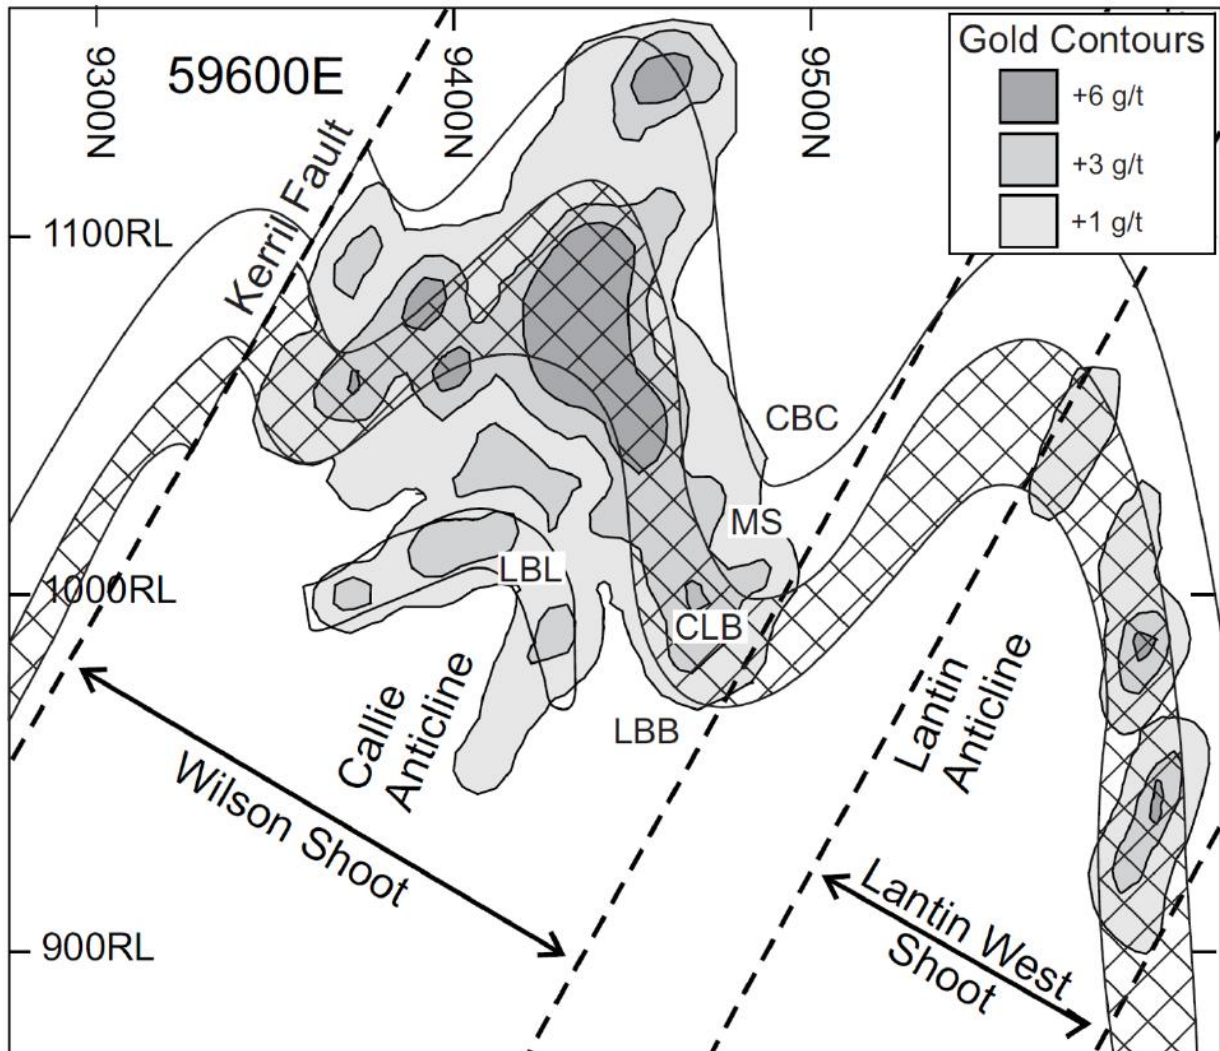 9300N
9400N
9500N
59600E
Gold Contours
+6 g/t
+3 g/t
+1 g/t
Kerril Fault
1100RL
CBC
MS
LBL
1000RL
CLB
LBB
Callie
Anticline
Lantin
Anticline
Wilson Shoot
Lantin West
Shoot
900RL